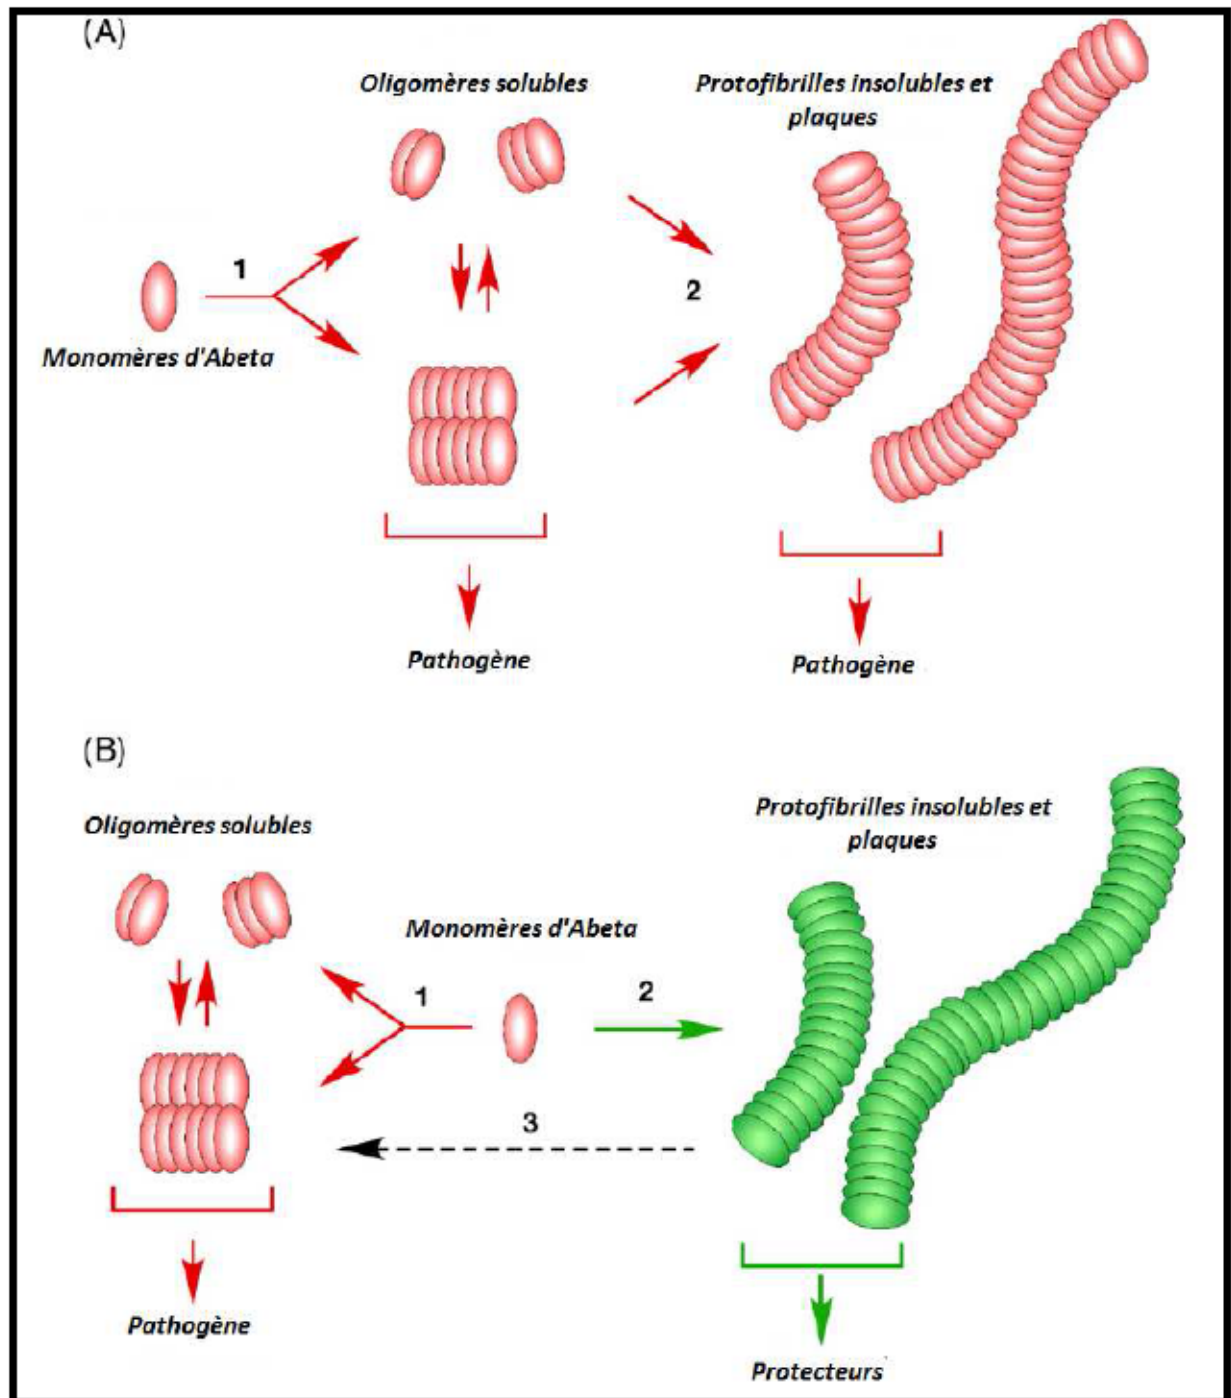 (A)
Oligomères solubles
Protofibrilles insolubles et
plaques
1
2
Monomères d'Abeta
Pathogène
Pathogène
(B)
Oligomères solubles
Protofibrilles insolubles et
plaques
Monomères d'Abeta
1
2
3
Pathogène
Protecteurs